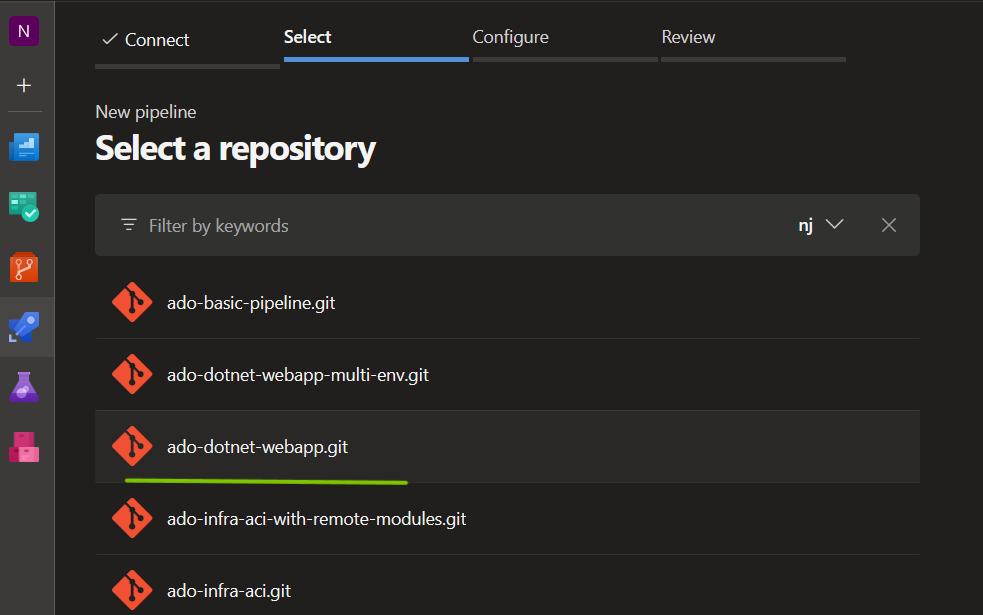 N
Connect
Select
Configure
Review
New pipeline
Select a repository
Filter by keywords
nj
ado-basic-pipeline.git
ado-dotnet-webapp-multi-env.git
ado-dotnet-webapp.git
ado-infra-aci-with-remote-modules.git
ado-infra-aci.git